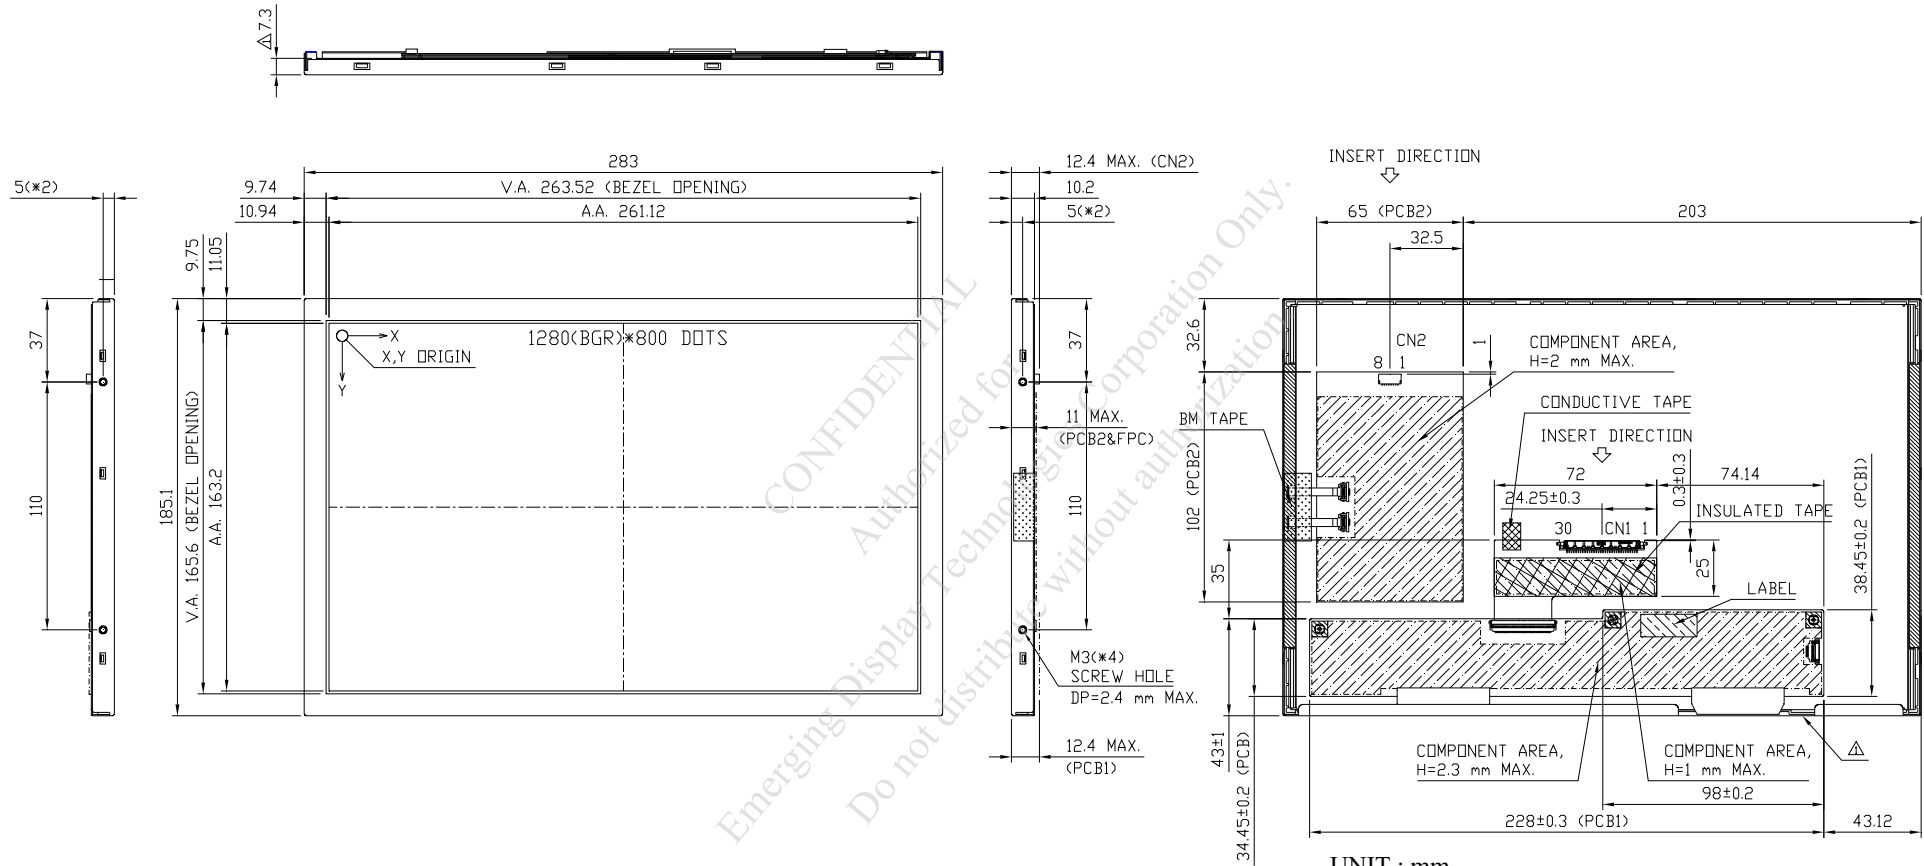 ⚠7.3
283
V.A. 263.52 (BEZEL OPENING)
A.A. 261.12
9.74
10.94
5(*2)
9.75
11.05
37
110
185.1
V.A. 165.6 (BEZEL OPENING)
A.A. 163.2
1280(BGR)*800 DOTS
X
X,Y ORIGIN
Y
12.4 MAX. (CN2)
10.2
5(*2)
37
11 MAX.
(PCB2&FPC)
110
M3(*4)
SCREW HOLE
DP=2.4 mm MAX.
12.4 MAX.
(PCB1)
INSERT DIRECTION
65 (PCB2)
203
32.5
32.6
CN2
8 1
1
COMPONENT AREA,
H=2 mm MAX.
CONDUCTIVE TAPE
BM TAPE
INSERT DIRECTION
72
74.14
24.25±0.3
0.3±0.3
INSULATED TAPE
30 CN1 1
102 (PCB2)
35
25
38.45±0.2 (PCB1)
LABEL
43±1
34.45±0.2 (PCB)
COMPONENT AREA,
H=2.3 mm MAX.
COMPONENT AREA,
H=1 mm MAX.
98±0.2
228±0.3 (PCB1)
43.12
UNIT : mm
CONFIDENTIAL
Authorized for
Emerging Display Technologies Corporation Only.
Do not distribute without authorization.